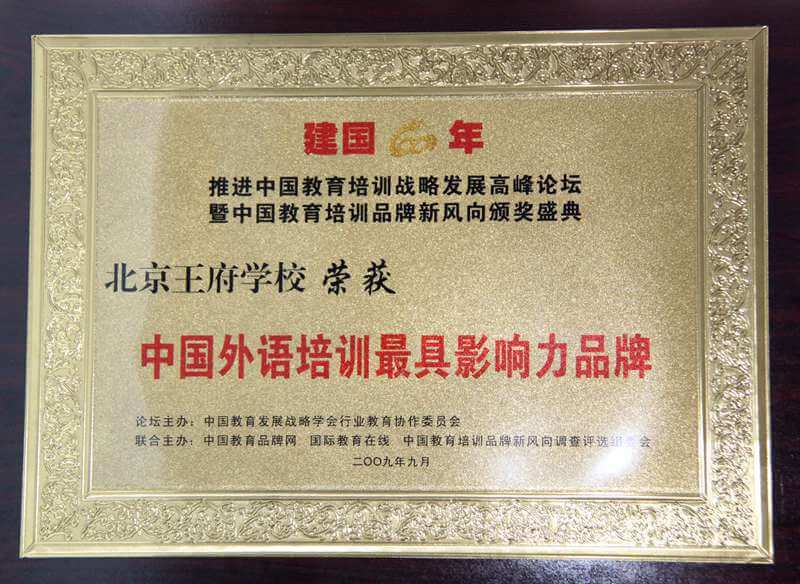 建国60年
推进中国教育培训战略发展高峰论坛
暨中国教育培训品牌新风向颁奖盛典
北京王府学校 荣获
中国外语培训最具影响力品牌
论坛主办：中国教育发展战略学会行业教育协作委员会
联合主办：中国教育品牌网 国际教育在线 中国教育培训品牌新风向调查评选组委会
二〇〇九年九月